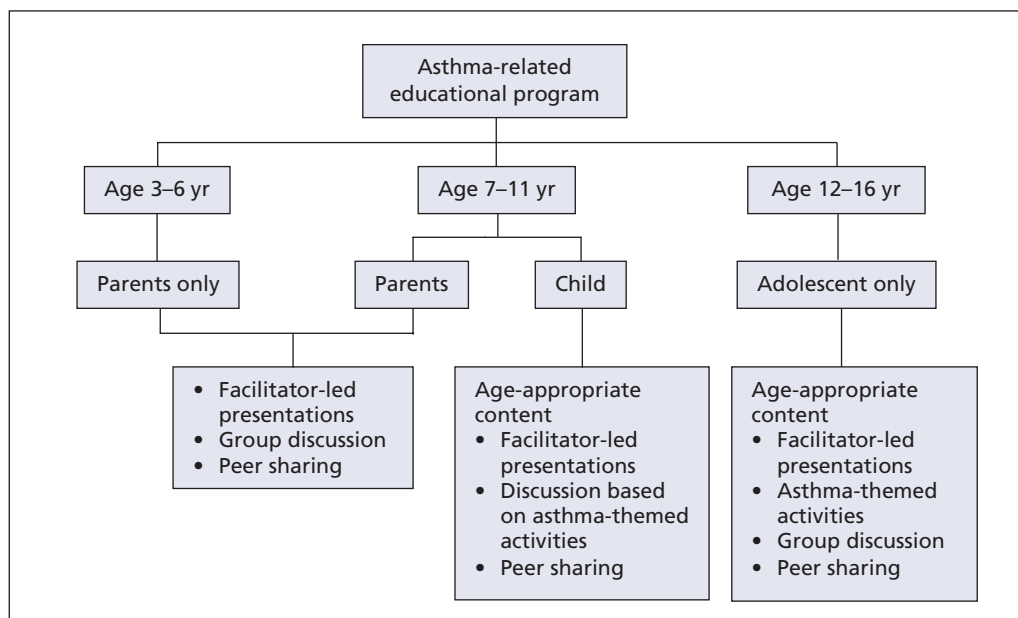 Asthma-related
educational program
Age 3–6 yr
Age 7–11 yr
Age 12–16 yr
Parents only
Parents
Child
Adolescent only
• Facilitator-led
presentations
• Group discussion
• Peer sharing
Age-appropriate
content
• Facilitator-led
presentations
• Discussion based
on asthma-themed
activities
• Peer sharing
Age-appropriate
content
• Facilitator-led
presentations
• Asthma-themed
activities
• Group discussion
• Peer sharing